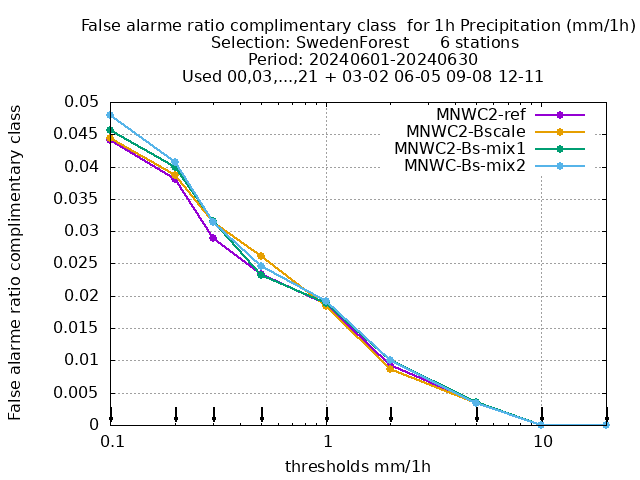 False alarme ratio complimentary class  for 1h Precipitation (mm/1h)
Selection: SwedenForest      6 stations
Period: 20240601-20240630
Used 00,03,...,21 + 03-02 06-05 09-08 12-11
False alarme ratio complimentary class
0.05
0.045
0.04
0.035
0.03
0.025
0.02
0.015
0.01
0.005
0
MNWC2-ref
MNWC2-Bscale
MNWC2-Bs-mix1
MNWC-Bs-mix2
0.1 1 10
thresholds mm/1h